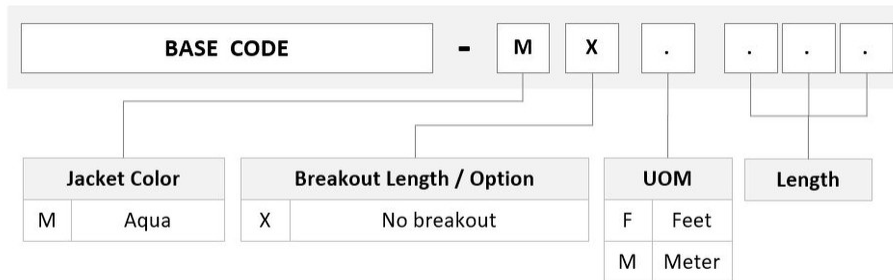 BASE CODE - M X . . . .
Jacket Color Breakout Length / Option UOM Length
M Aqua X No breakout F Feet
M Meter